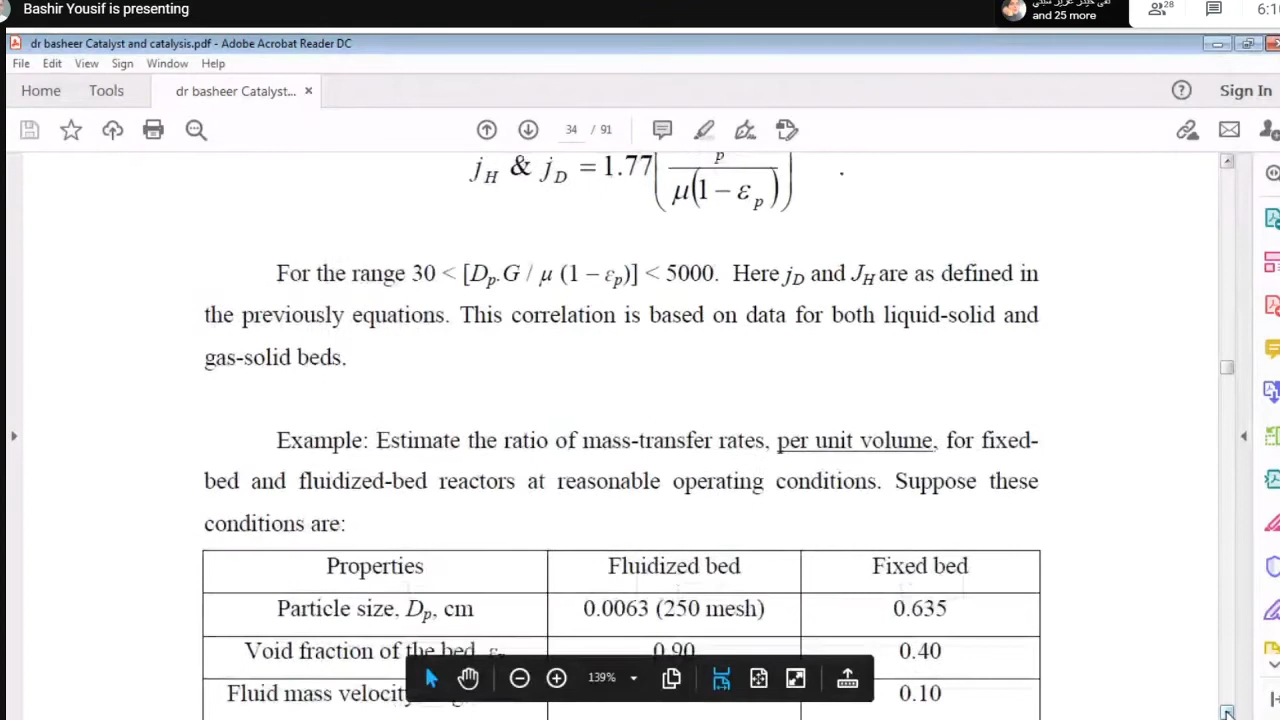 Bashir Yousif is presenting
and 25 more
28
dr basheer Catalyst and catalysis.pdf - Adobe Acrobat Reader DC
File Edit View Sign Window Help
Home Tools dr basheer Catalyst... × Sign In
34 / 91
j_H & j_D = 1.77( p / μ(1 − ε_p) ) .
For the range 30 < [D_p.G / μ (1 − ε_p)] < 5000. Here j_D and J_H are as defined in
the previously equations. This correlation is based on data for both liquid-solid and
gas-solid beds.
Example: Estimate the ratio of mass-transfer rates, per unit volume, for fixed-
bed and fluidized-bed reactors at reasonable operating conditions. Suppose these
conditions are:
Properties Fluidized bed Fixed bed
Particle size, D_p, cm 0.0063 (250 mesh) 0.635
Void fraction of the bed, 0.90 0.40
Fluid mass velocity 0.10
139%